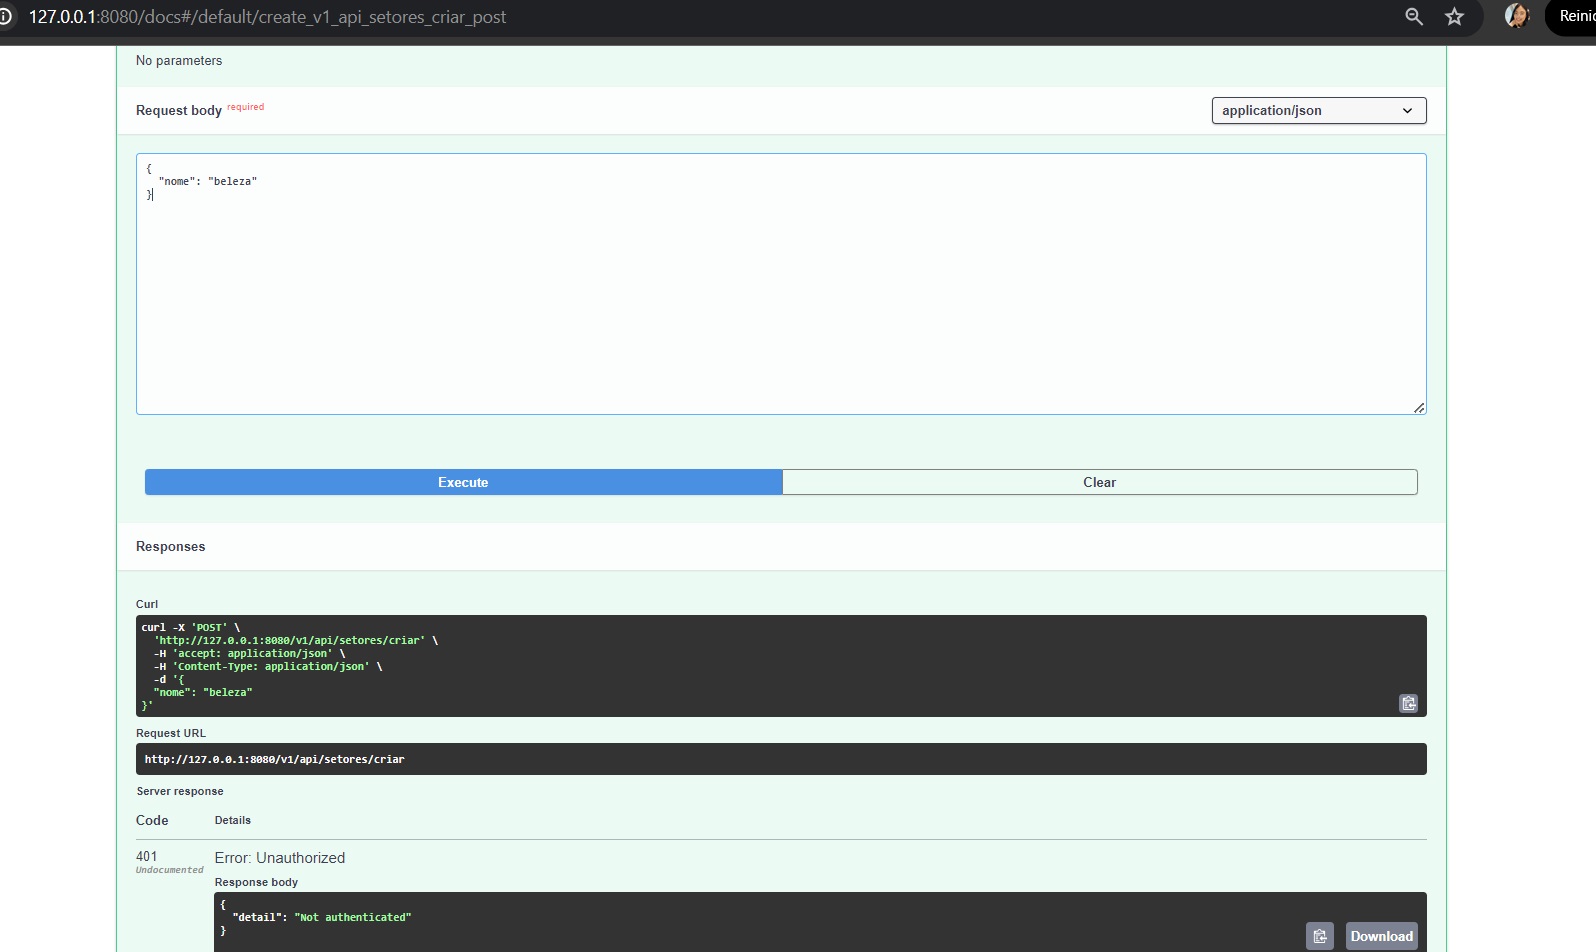 127.0.0.1:8080/docs#/default/create_v1_api_setores_criar_post
No parameters
Request body required
application/json
{
"nome": "beleza"
}
Execute
Clear
Responses
Curl
curl -X 'POST' \
'http://127.0.0.1:8080/v1/api/setores/criar' \
-H 'accept: application/json' \
-H 'Content-Type: application/json' \
-d '{
"nome": "beleza"
}'
Request URL
http://127.0.0.1:8080/v1/api/setores/criar
Server response
Code Details
401 Error: Unauthorized
Undocumented
Response body
{
"detail": "Not authenticated"
}
Download